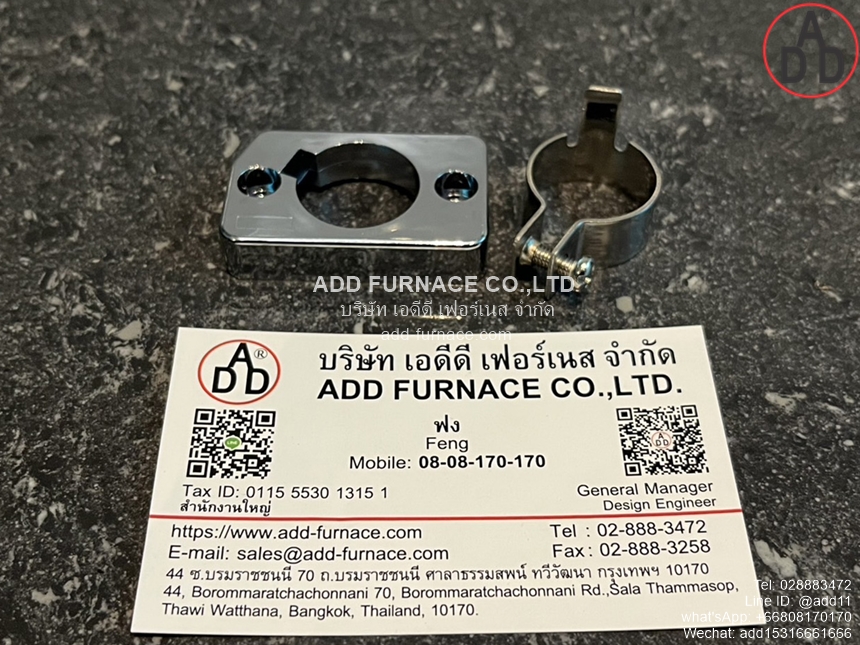 ADD
ADD FURNACE CO.,LTD.
บริษัท เอดีดี เฟอร์เนส จำกัด
add-furnace.com
ADD®
บริษัท เอดีดี เฟอร์เนส จำกัด
ADD FURNACE CO.,LTD.
ฟง
Feng
Mobile: 08-08-170-170
LINE
Tax ID: 0115 5530 1315 1
สำนักงานใหญ่
General Manager
Design Engineer
https://www.add-furnace.com
Tel : 02-888-3472
E-mail: sales@add-furnace.com
Fax : 02-888-3258
44 ซ.บรมราชชนนี 70 ถ.บรมราชชนนี ศาลาธรรมสพน์ ทวีวัฒนา กรุงเทพฯ 10170
44, Borommaratchachonnani 70, Borommaratchachonnani Rd.,Sala Thammasop,
Thawi Watthana, Bangkok, Thailand, 10170.
Tel: 028883472
Line ID: @add11
what'sApp: +66808170170
Wechat: add15316661666